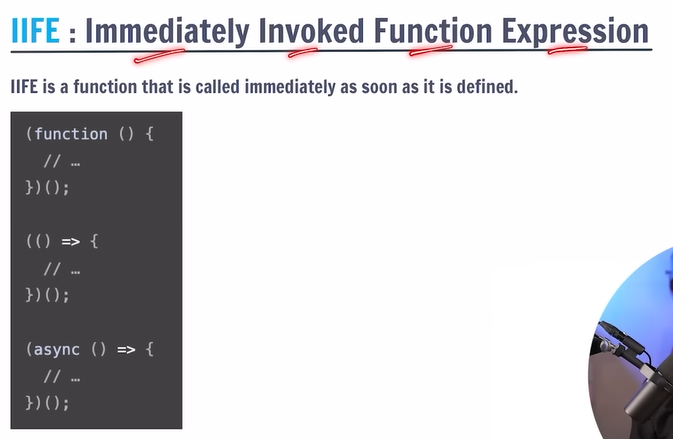 IIFE : Immediately Invoked Function Expression
IIFE is a function that is called immediately as soon as it is defined.
(function () {
  // …
})();
(() => {
  // …
})();
(async () => {
  // …
})();